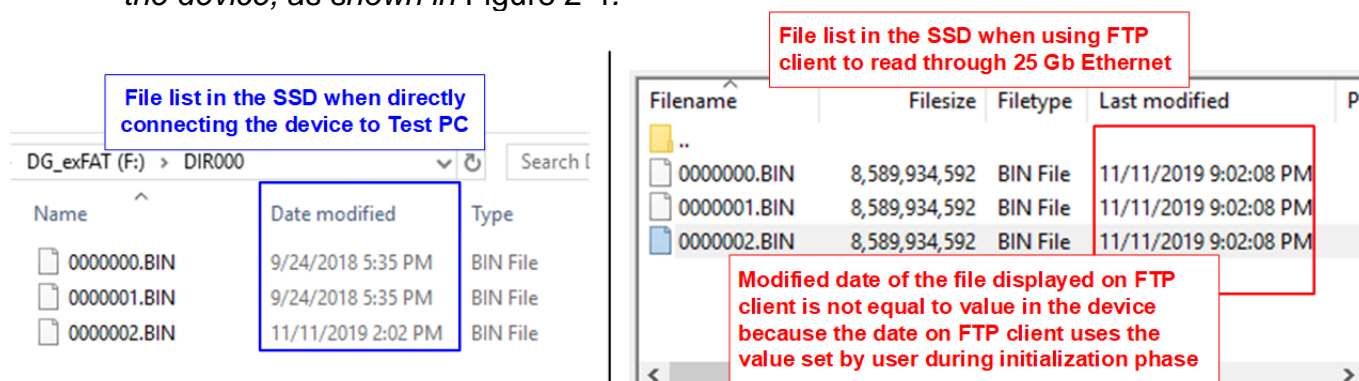 the device, as shown in Figure 2-1.
File list in the SSD when directly
connecting the device to Test PC
DG_exFAT (F:) > DIR000
Search
Name Date modified Type
0000000.BIN 9/24/2018 5:35 PM BIN File
0000001.BIN 9/24/2018 5:35 PM BIN File
0000002.BIN 11/11/2019 2:02 PM BIN File
File list in the SSD when using FTP
client to read through 25 Gb Ethernet
Filename Filesize Filetype Last modified P
..
0000000.BIN 8,589,934,592 BIN File 11/11/2019 9:02:08 PM
0000001.BIN 8,589,934,592 BIN File 11/11/2019 9:02:08 PM
0000002.BIN 8,589,934,592 BIN File 11/11/2019 9:02:08 PM
Modified date of the file displayed on FTP
client is not equal to value in the device
because the date on FTP client uses the
value set by user during initialization phase